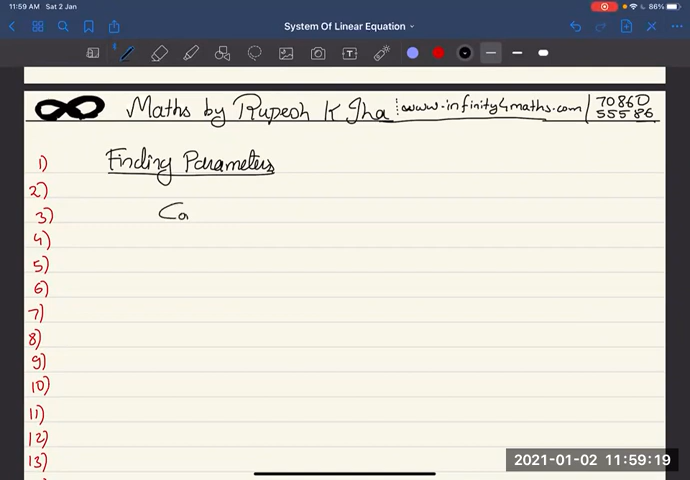 11:59 AM Sat 2 Jan
86%
System Of Linear Equation
Maths by Rupesh K Jha www.infinity4maths.com/ 70860
55586
1) Finding Parameters
2)
3) Ca
4)
5)
6)
7)
8)
9)
10)
11)
12)
13)
2021-01-02 11:59:19